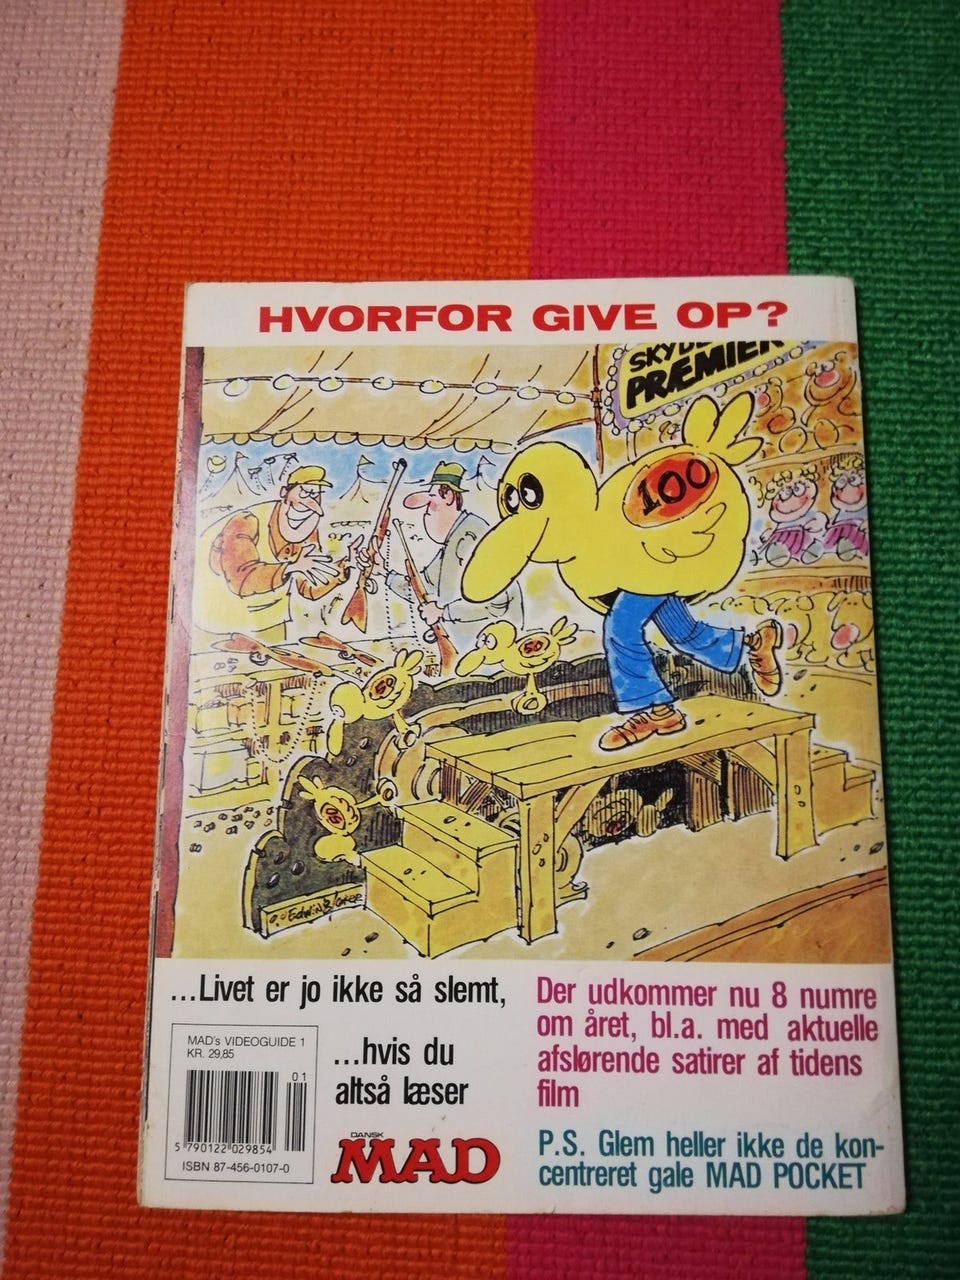 HVORFOR GIVE OP?
PRÆMIER
100
50
50
...Livet er jo ikke så slemt,
...hvis du
altså læser
DANSK
MAD
Der udkommer nu 8 numre
om året, bl.a. med aktuelle
afslørende satirer af tidens
film
P.S. Glem heller ikke de kon-
centreret gale MAD POCKET
MAD's VIDEOGUIDE 1
KR. 29,85
01
5 790122 029854
ISBN 87-456-0107-0